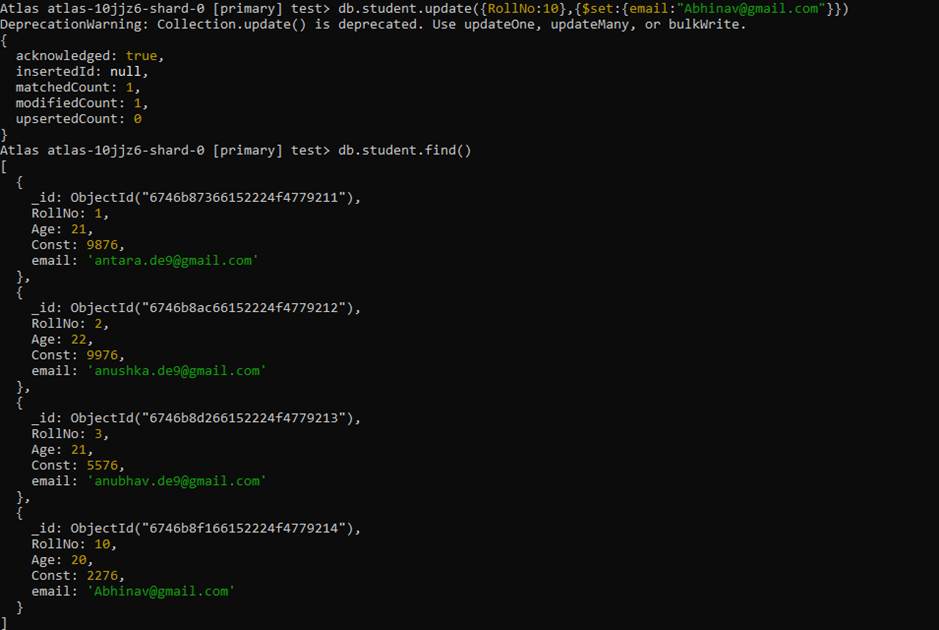 Atlas atlas-10jjz6-shard-0 [primary] test> db.student.update({RollNo:10},{$set:{email:"Abhinav@gmail.com"}})
DeprecationWarning: Collection.update() is deprecated. Use updateOne, updateMany, or bulkWrite.
{
  acknowledged: true,
  insertedId: null,
  matchedCount: 1,
  modifiedCount: 1,
  upsertedCount: 0
}
Atlas atlas-10jjz6-shard-0 [primary] test> db.student.find()
[
  {
    _id: ObjectId("6746b87366152224f4779211"),
    RollNo: 1,
    Age: 21,
    Const: 9876,
    email: 'antara.de9@gmail.com'
  },
  {
    _id: ObjectId("6746b8ac66152224f4779212"),
    RollNo: 2,
    Age: 22,
    Const: 9976,
    email: 'anushka.de9@gmail.com'
  },
  {
    _id: ObjectId("6746b8d266152224f4779213"),
    RollNo: 3,
    Age: 21,
    Const: 5576,
    email: 'anubhav.de9@gmail.com'
  },
  {
    _id: ObjectId("6746b8f166152224f4779214"),
    RollNo: 10,
    Age: 20,
    Const: 2276,
    email: 'Abhinav@gmail.com'
  }
]